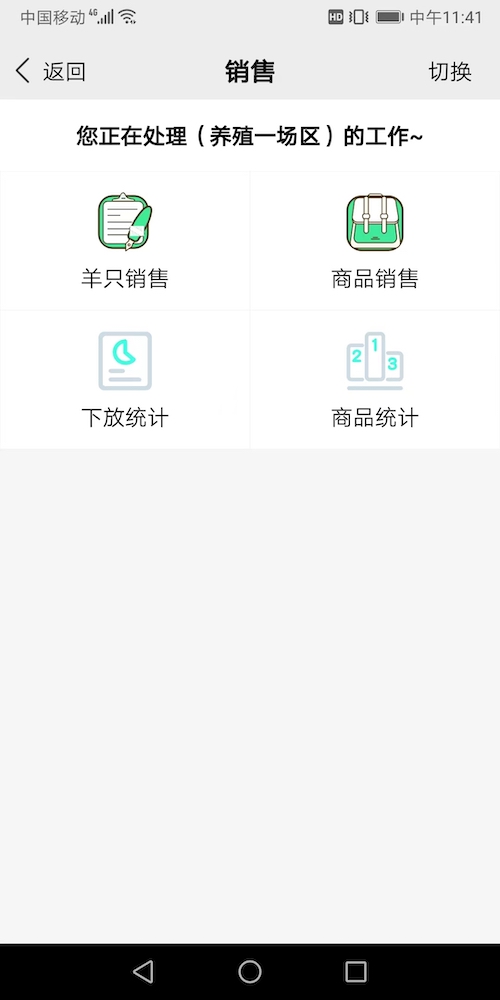 中国移动 4G HD 中午11:41
返回 销售 切换
您正在处理（养殖一场区）的工作~
羊只销售 商品销售
2 1 3
下放统计 商品统计